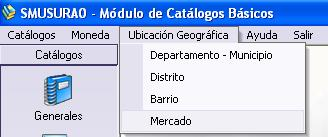 SMUSURA0 - Módulo de Catálogos Básicos
Catálogos Moneda Ubicación Geográfica Ayuda Salir
Catálogos
Departamento - Municipio
Distrito
Barrio
Mercado
Generales